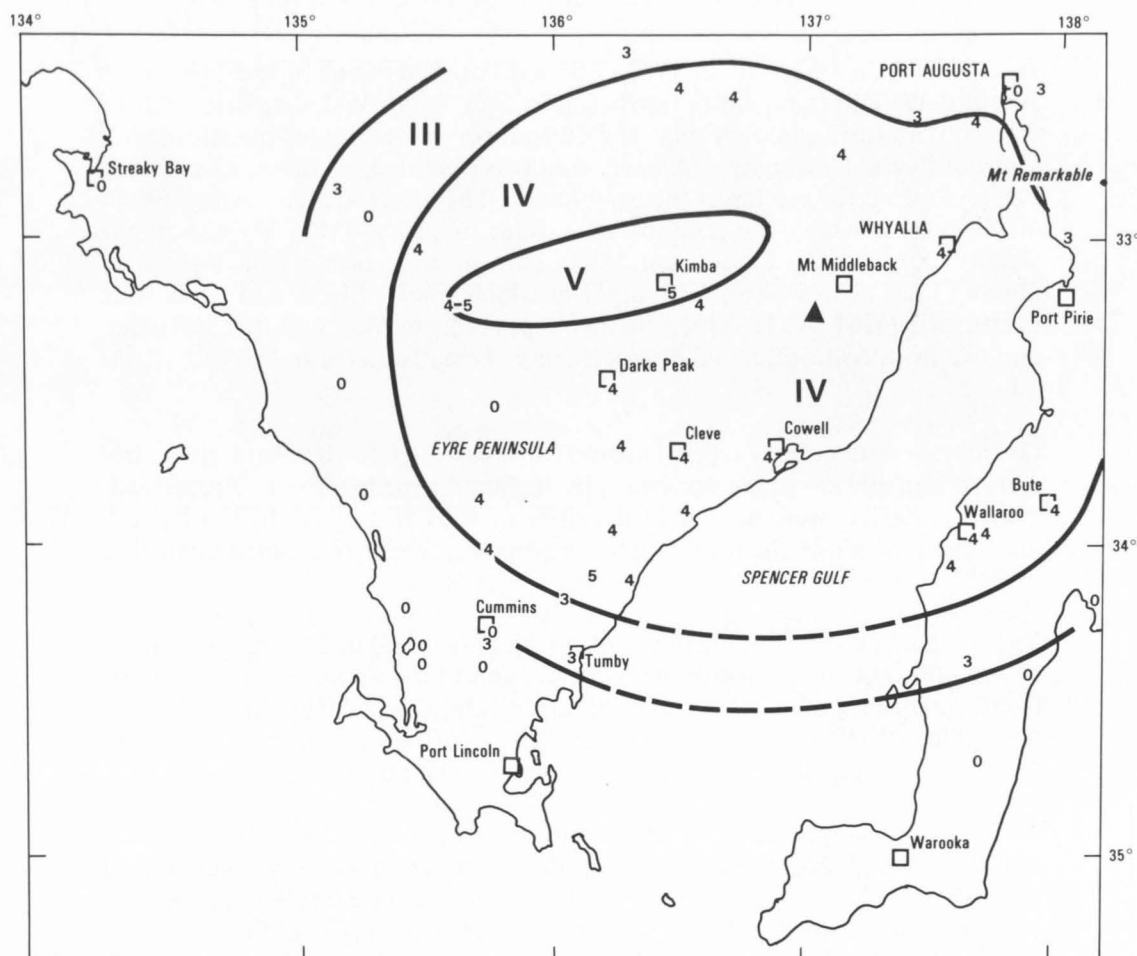 134° 135° 136° 137° 138°
3
PORT AUGUSTA
0 3
4 4
III
3 4
4
Streaky Bay
0
Mt Remarkable
3
0
IV
4
WHYALLA
4
3
Kimba
5
Mt Middleback
33°
V
4-5
4
Port Pirie
Darke Peak
4
0
IV
0
EYRE PENINSULA
4
Cleve
4
Cowell
4
0
4
4
Bute
4
Wallaroo
4 4
4
4
34°
5 4
4
SPENCER GULF
3
0
0
Cummins
0
3
0
0
0
3
Tumby
3
0
Port Lincoln
0
Warooka
35°